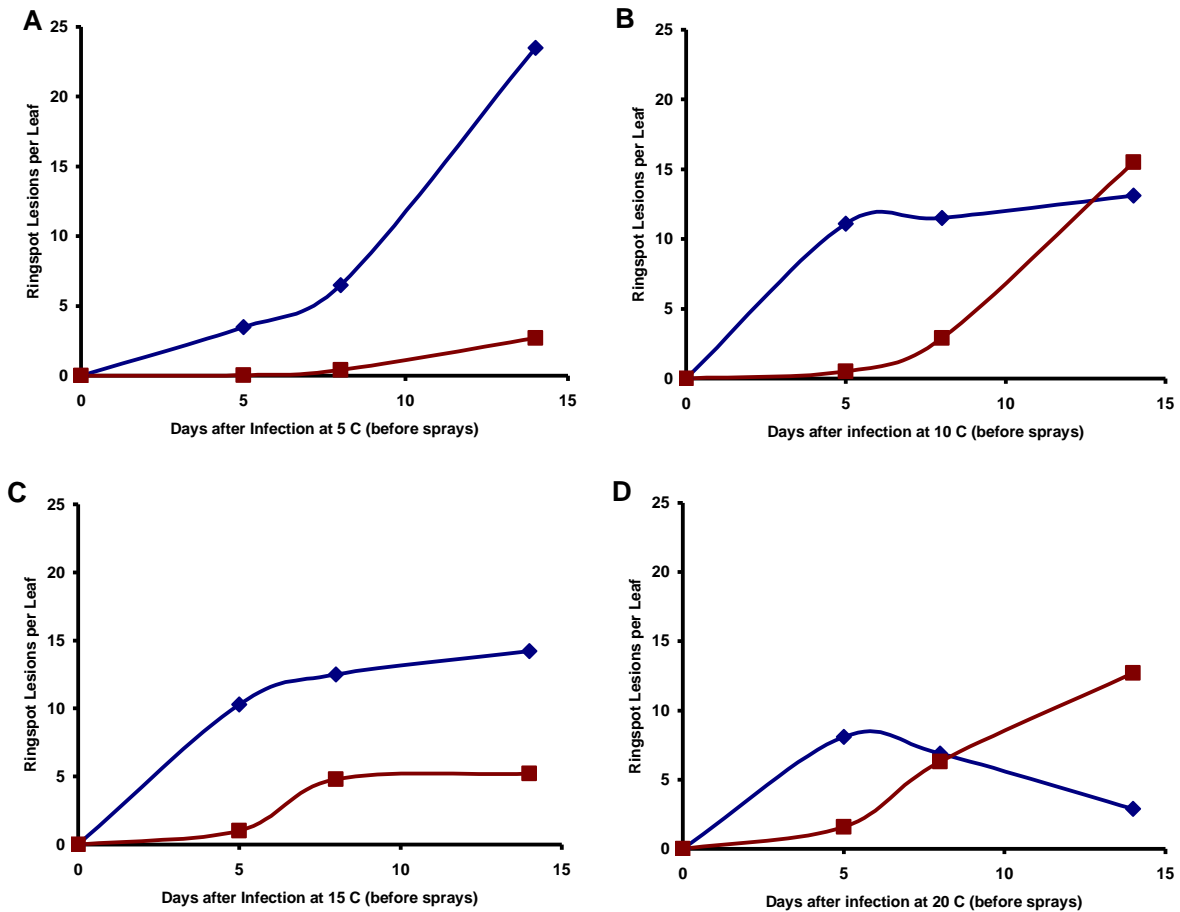 A
Ringspot Lesions per Leaf
25
20
15
10
5
0
0 5 10 15
Days after Infection at 5 C (before sprays)
B
Ringspot Lesions per Leaf
25
20
15
10
5
0
0 5 10 15
Days after infection at 10 C (before sprays)
C
Ringspot Lesions per Leaf
25
20
15
10
5
0
0 5 10 15
Days after Infection at 15 C (before sprays)
D
Ringspot Lesions per Leaf
25
20
15
10
5
0
0 5 10 15
Days after infection at 20 C (before sprays)